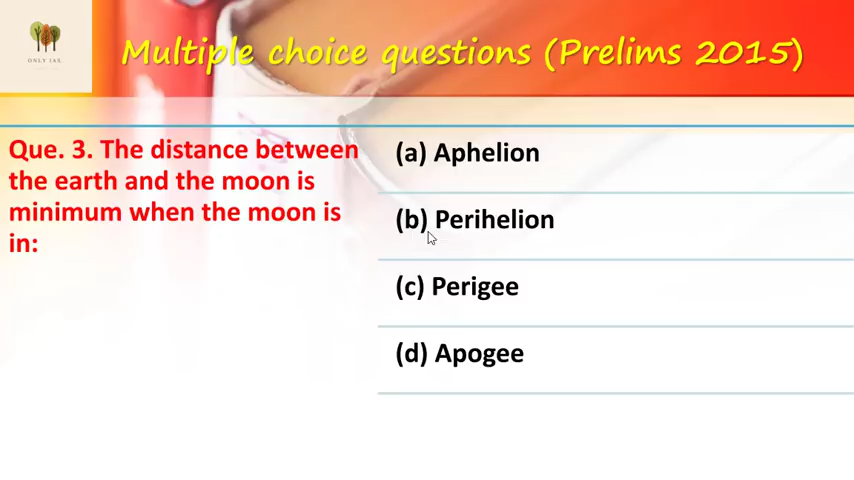 ONLY IAS
Multiple choice questions (Prelims 2015)
Que. 3. The distance between
the earth and the moon is
minimum when the moon is
in:
(a) Aphelion
(b) Perihelion
(c) Perigee
(d) Apogee